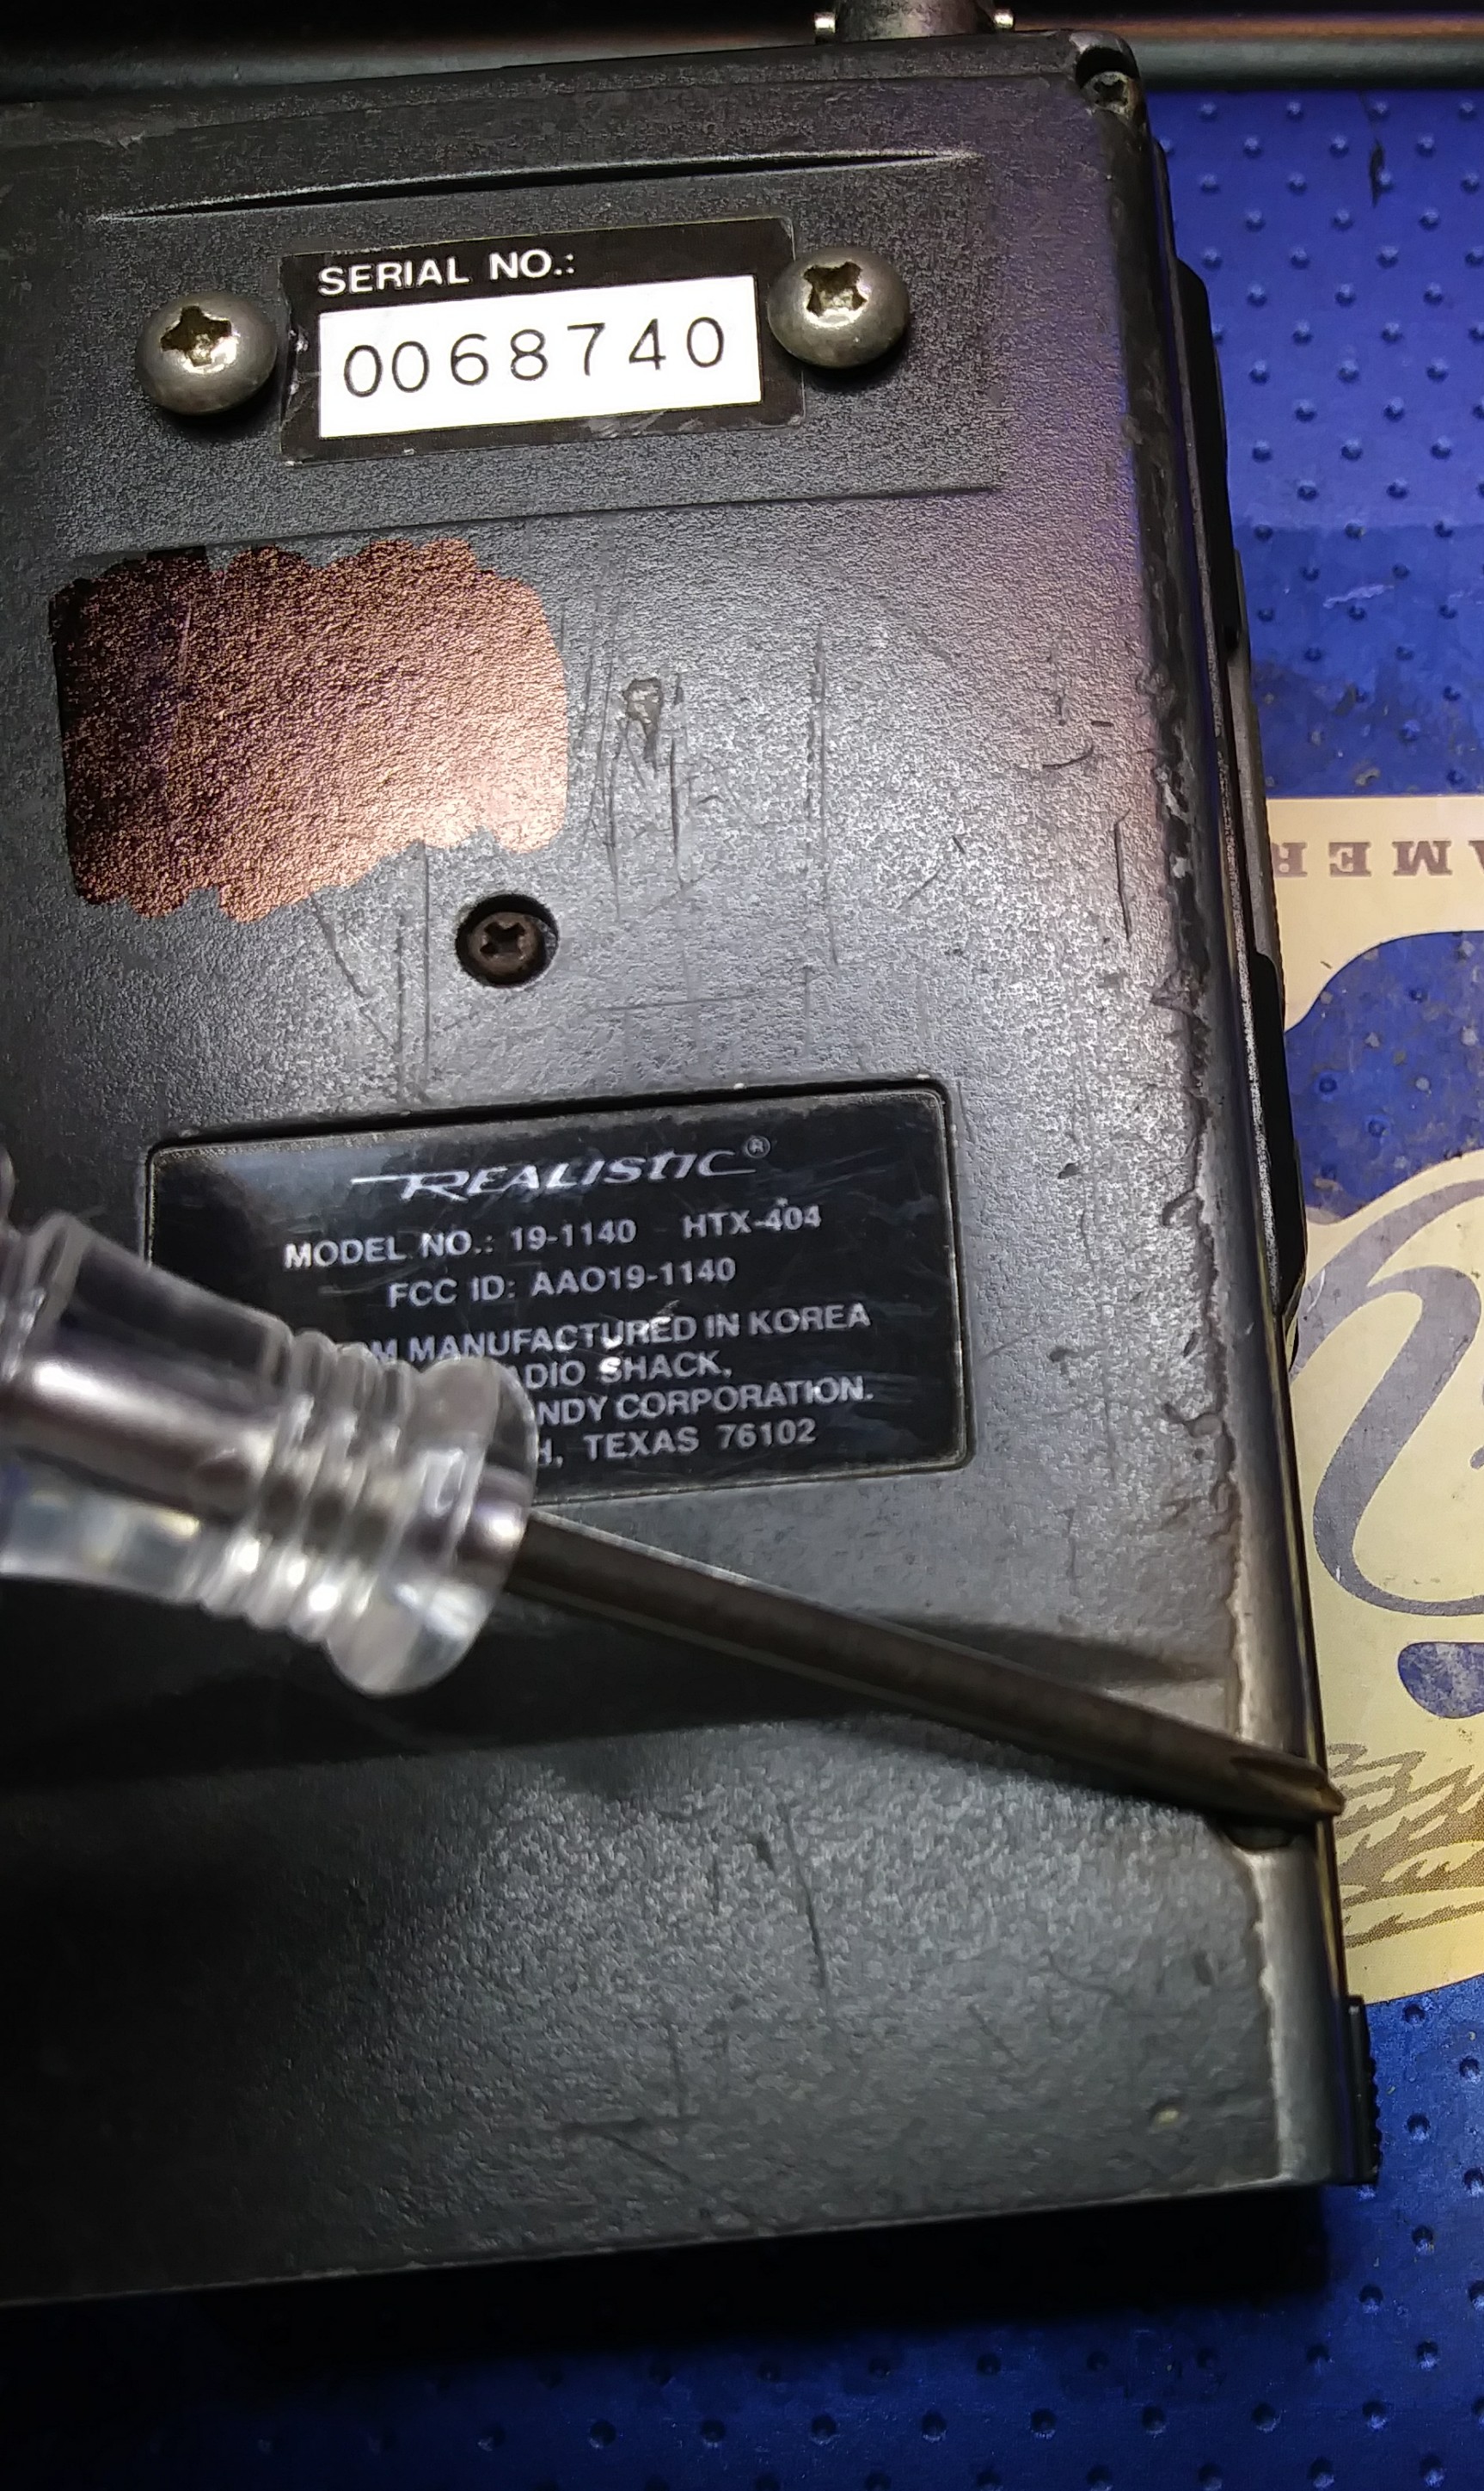 SERIAL NO.:
0068740
REALISTIC®
MODEL NO.: 19-1140 HTX-404
FCC ID: AAO19-1140
MANUFACTURED IN KOREA
SHACK,
CORPORATION.
TEXAS 76102